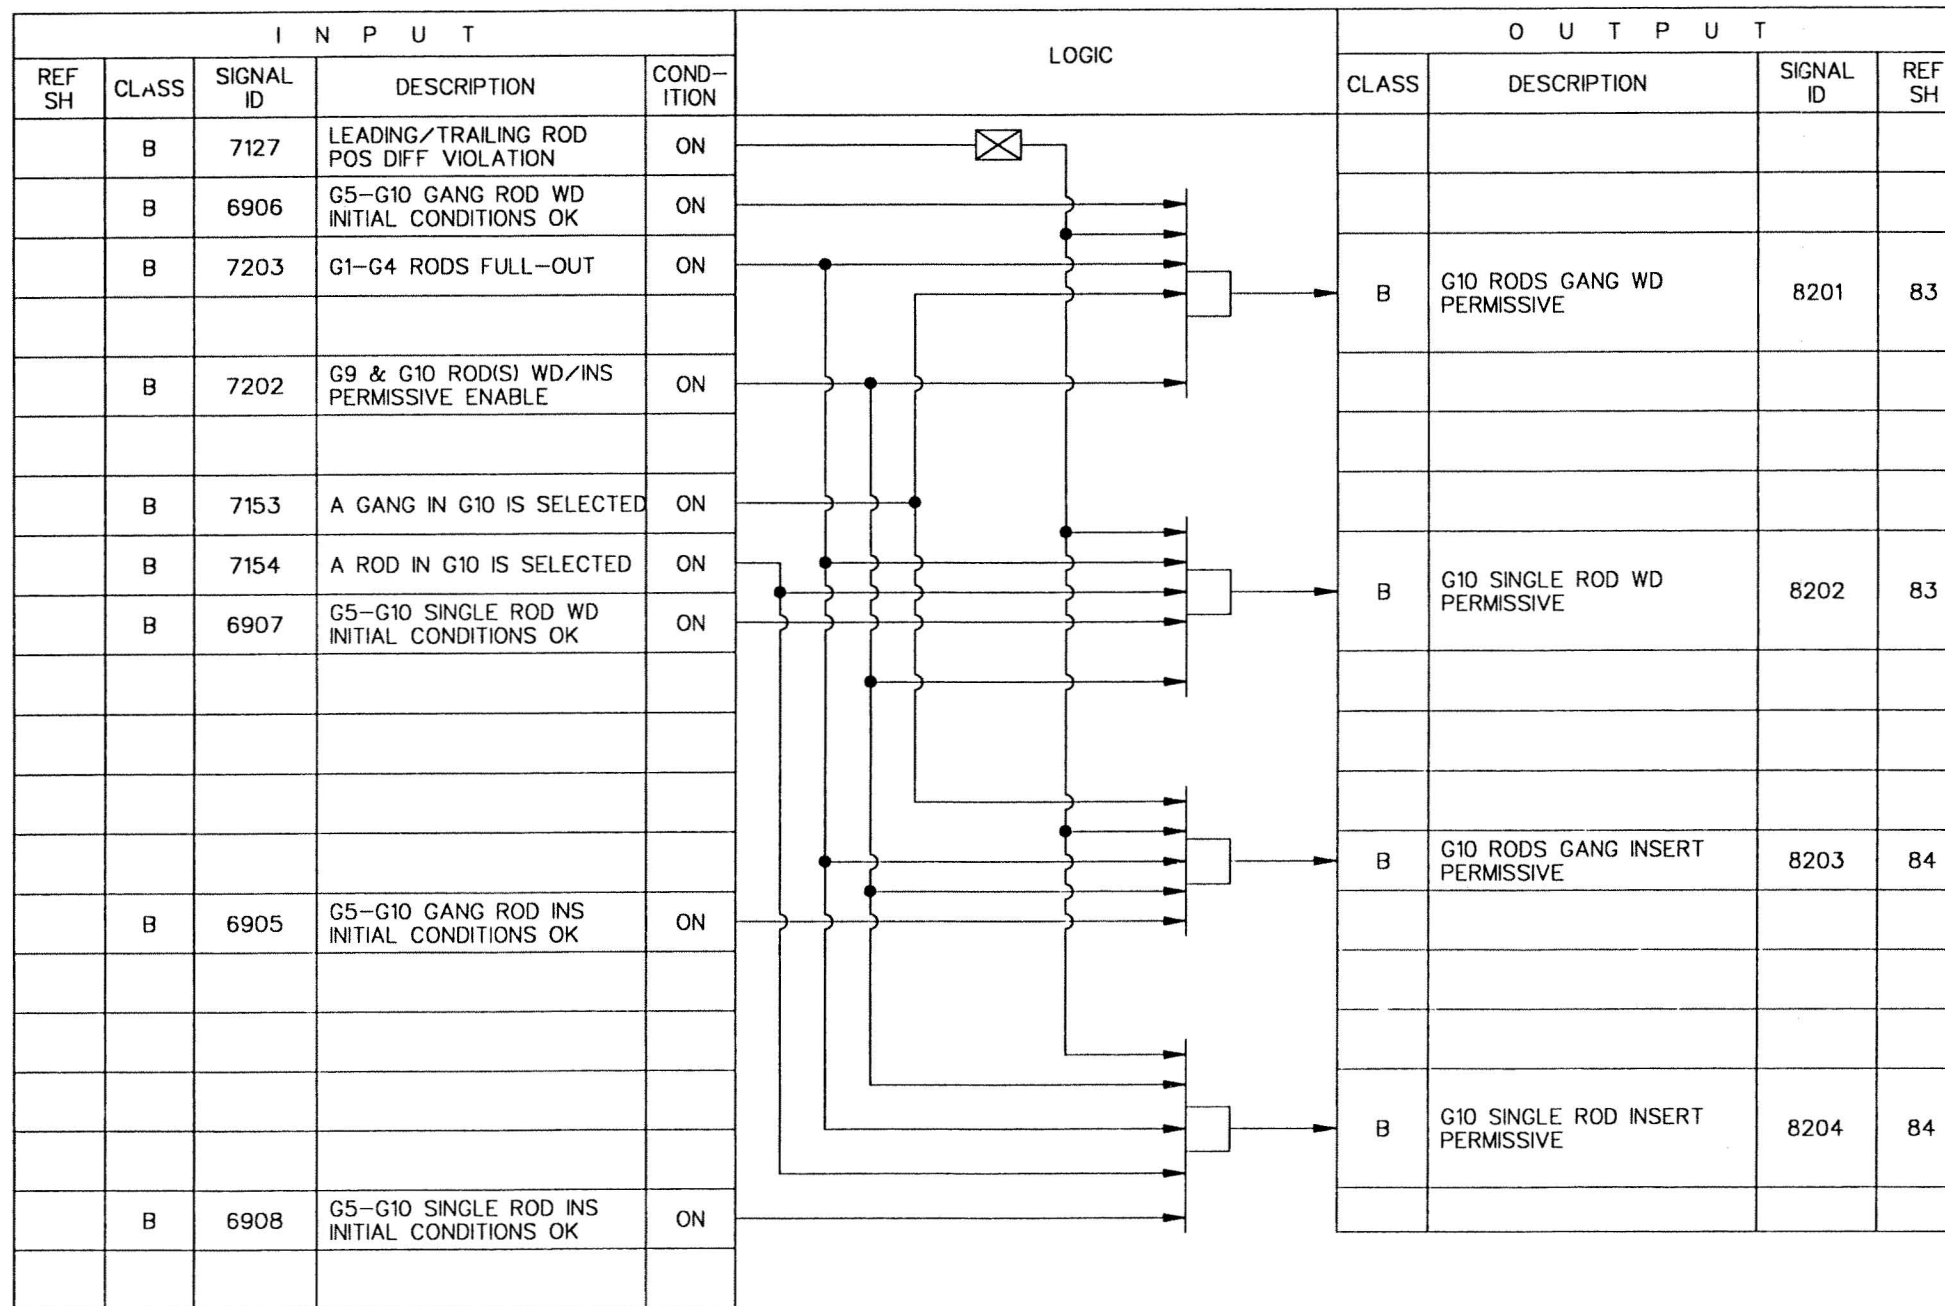 I N P U T
LOGIC
O U T P U T
REF SH
CLASS
SIGNAL ID
DESCRIPTION
COND-ITION
CLASS
DESCRIPTION
SIGNAL ID
REF SH
B 7127 LEADING/TRAILING ROD ON
POS DIFF VIOLATION
B 6906 G5-G10 GANG ROD WD ON
INITIAL CONDITIONS OK
B 7203 G1-G4 RODS FULL-OUT ON
B G10 RODS GANG WD 8201 83
PERMISSIVE
B 7202 G9 & G10 ROD(S) WD/INS ON
PERMISSIVE ENABLE
B 7153 A GANG IN G10 IS SELECTED ON
B 7154 A ROD IN G10 IS SELECTED ON
B G10 SINGLE ROD WD 8202 83
PERMISSIVE
B 6907 G5-G10 SINGLE ROD WD ON
INITIAL CONDITIONS OK
B G10 RODS GANG INSERT 8203 84
PERMISSIVE
B 6905 G5-G10 GANG ROD INS ON
INITIAL CONDITIONS OK
B G10 SINGLE ROD INSERT 8204 84
PERMISSIVE
B 6908 G5-G10 SINGLE ROD INS ON
INITIAL CONDITIONS OK